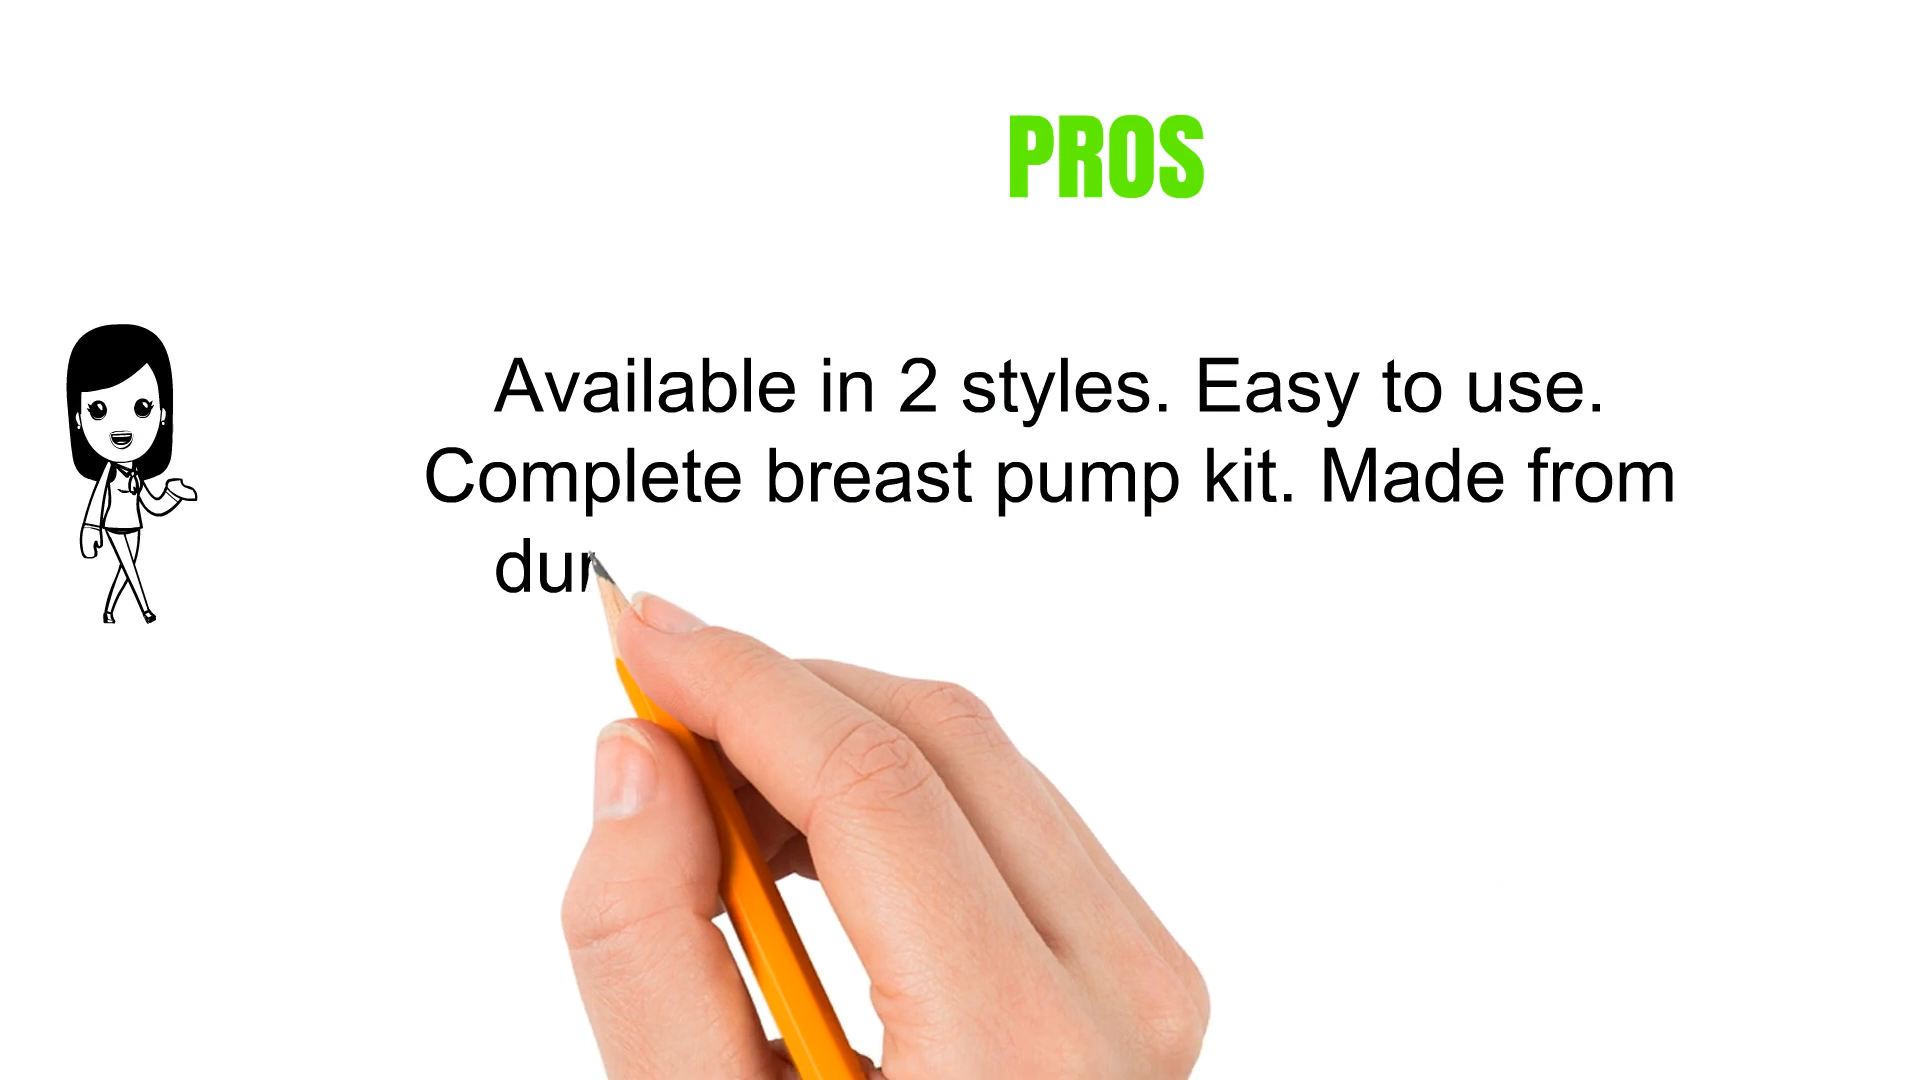 PROS
Available in 2 styles. Easy to use.
Complete breast pump kit. Made from
dur